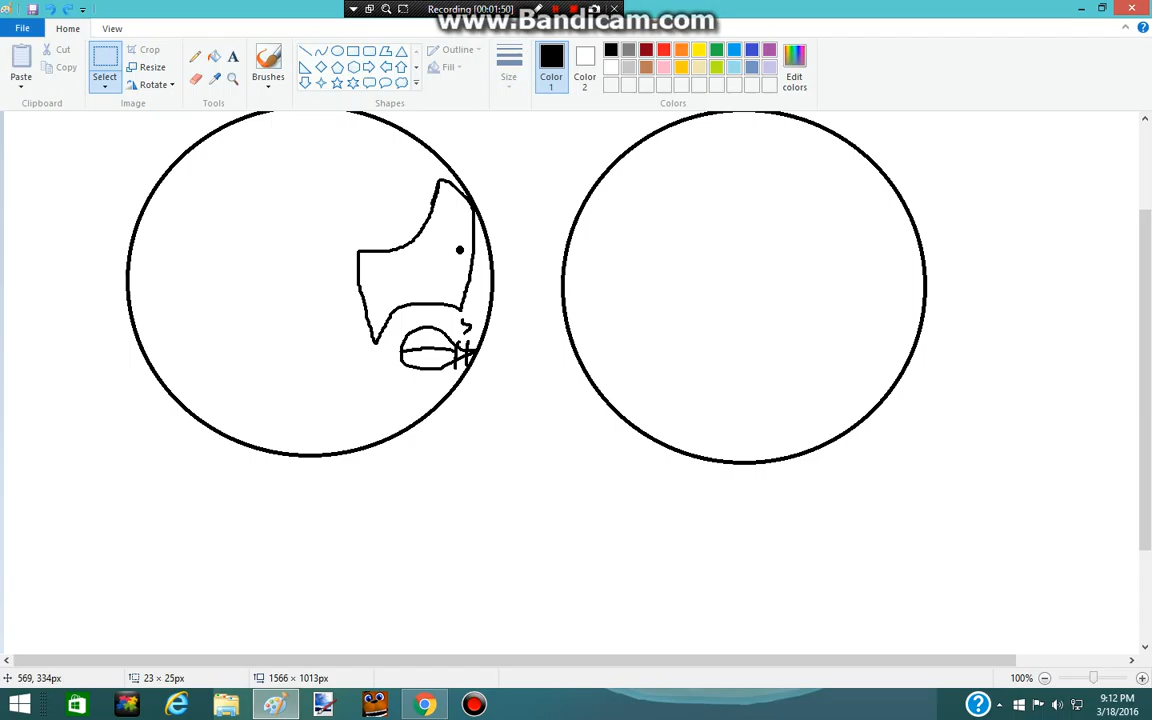 Recording [00:01:50]
www.Bandicam.com
File
Home
View
Paste
Cut
Copy
Clipboard
Select
Crop
Resize
Rotate
Image
Tools
Brushes
Shapes
Outline
Fill
Size
Color 1
Color 2
Colors
Edit colors
569, 334px
23 × 25px
1566 × 1013px
100%
9:12 PM
3/18/2016